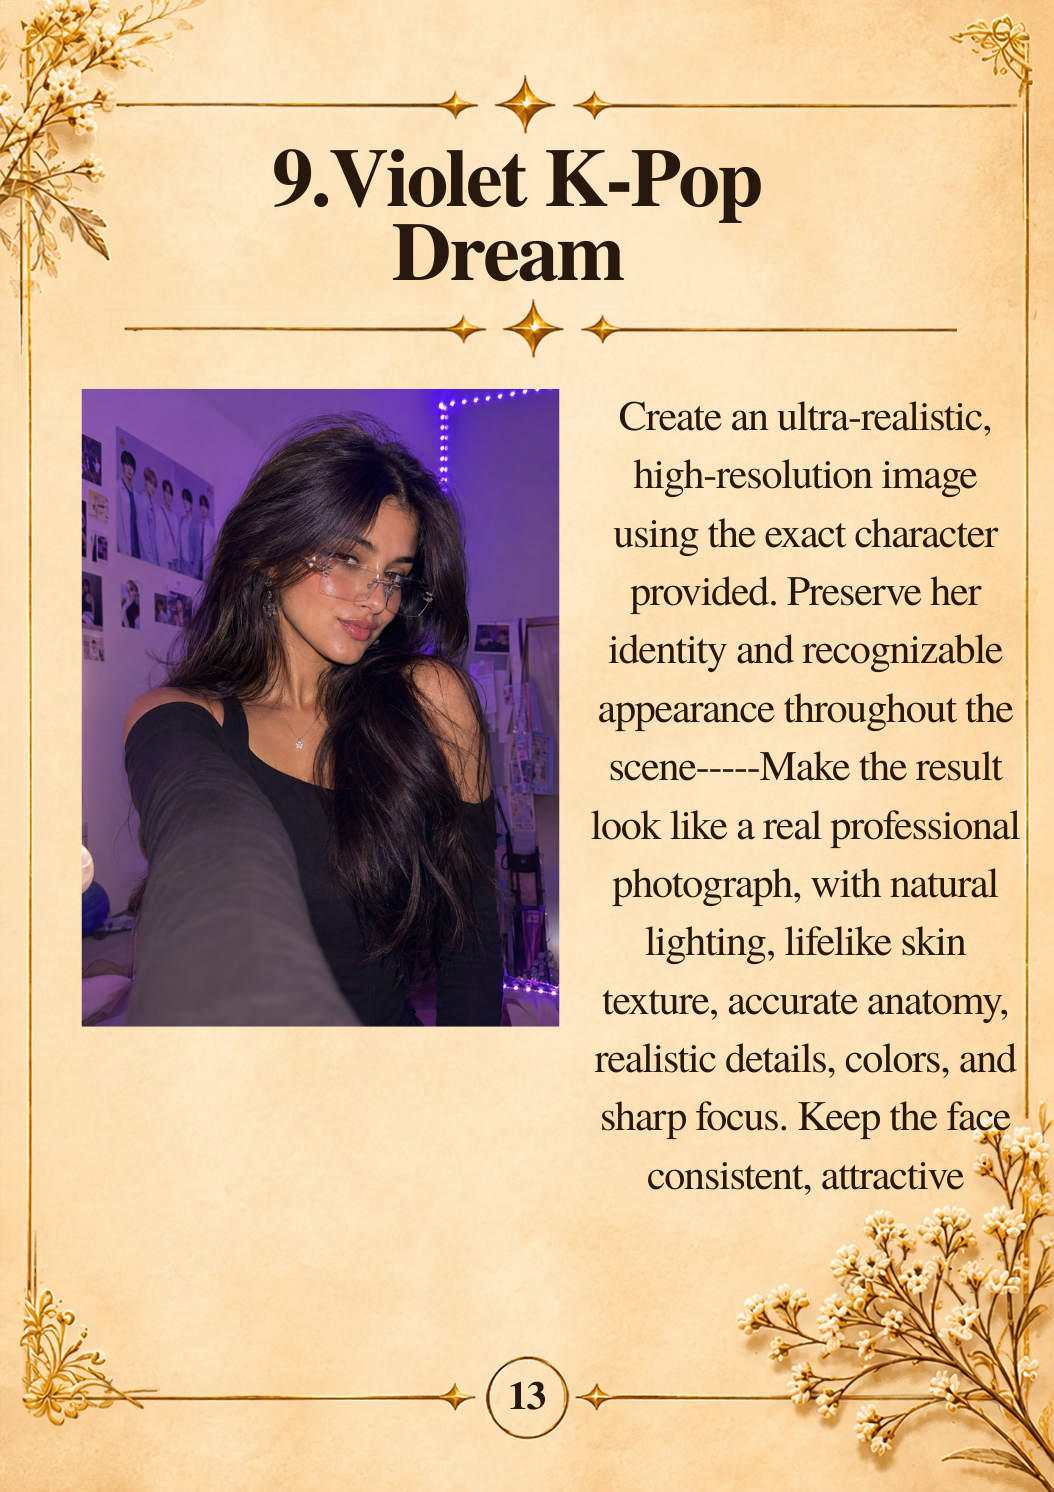 9.Violet K-Pop
Dream
Create an ultra-realistic,
high-resolution image
using the exact character
provided. Preserve her
identity and recognizable
appearance throughout the
scene-----Make the result
look like a real professional
photograph, with natural
lighting, lifelike skin
texture, accurate anatomy,
realistic details, colors, and
sharp focus. Keep the face
consistent, attractive
13